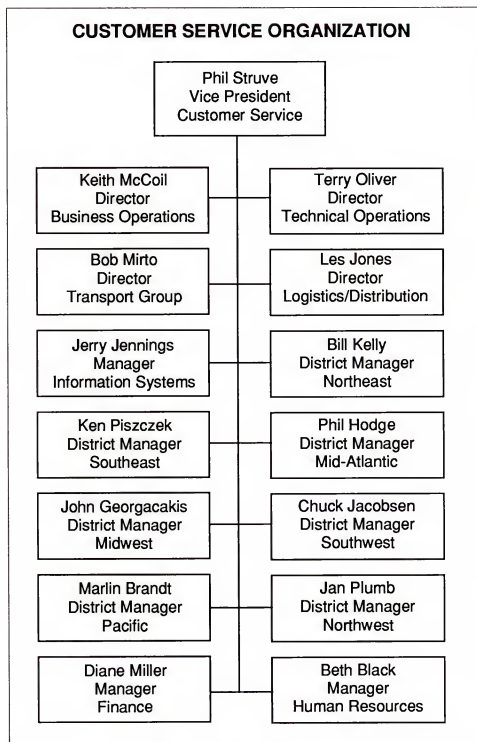 CUSTOMER SERVICE ORGANIZATION
Phil Struve
Vice President
Customer Service
Keith McCoil
Director
Business Operations
Terry Oliver
Director
Technical Operations
Bob Mirto
Director
Transport Group
Les Jones
Director
Logistics/Distribution
Jerry Jennings
Manager
Information Systems
Bill Kelly
District Manager
Northeast
Ken Piszczek
District Manager
Southeast
Phil Hodge
District Manager
Mid-Atlantic
John Georgacakis
District Manager
Midwest
Chuck Jacobsen
District Manager
Southwest
Marlin Brandt
District Manager
Pacific
Jan Plumb
District Manager
Northwest
Diane Miller
Manager
Finance
Beth Black
Manager
Human Resources